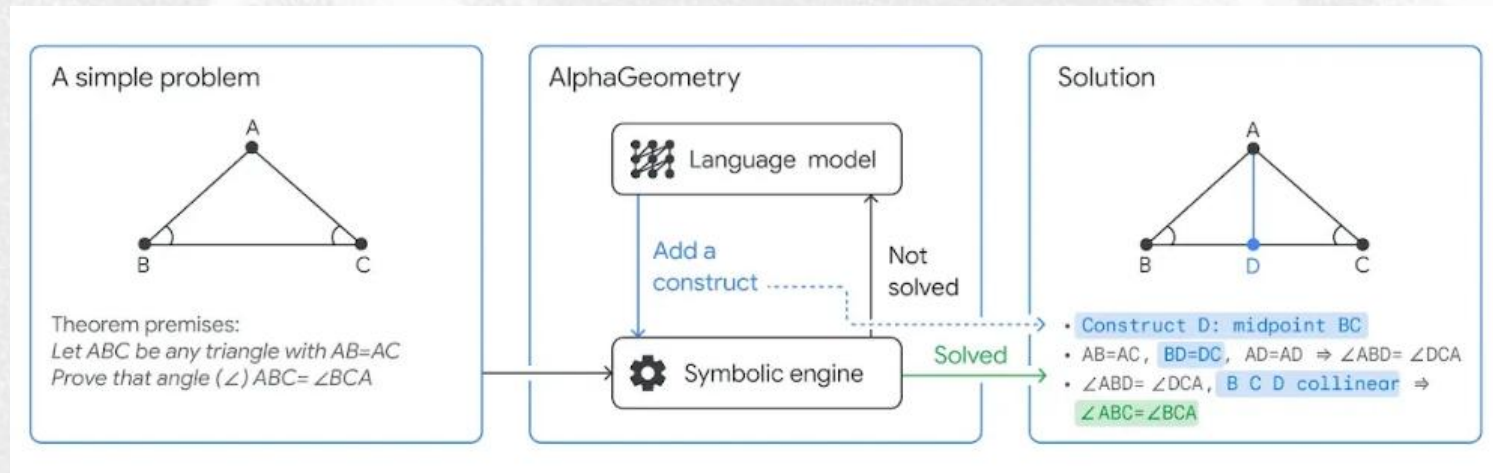 A simple problem
A
B
C
Theorem premises:
Let ABC be any triangle with AB=AC
Prove that angle (∠) ABC= ∠BCA
AlphaGeometry
Language model
Add a
construct
Not
solved
Symbolic engine
Solved
Solution
A
B
D
C
• Construct D: midpoint BC
• AB=AC, BD=DC, AD=AD ⇒ ∠ABD= ∠DCA
• ∠ABD= ∠DCA, B C D collinear ⇒
∠ABC=∠BCA